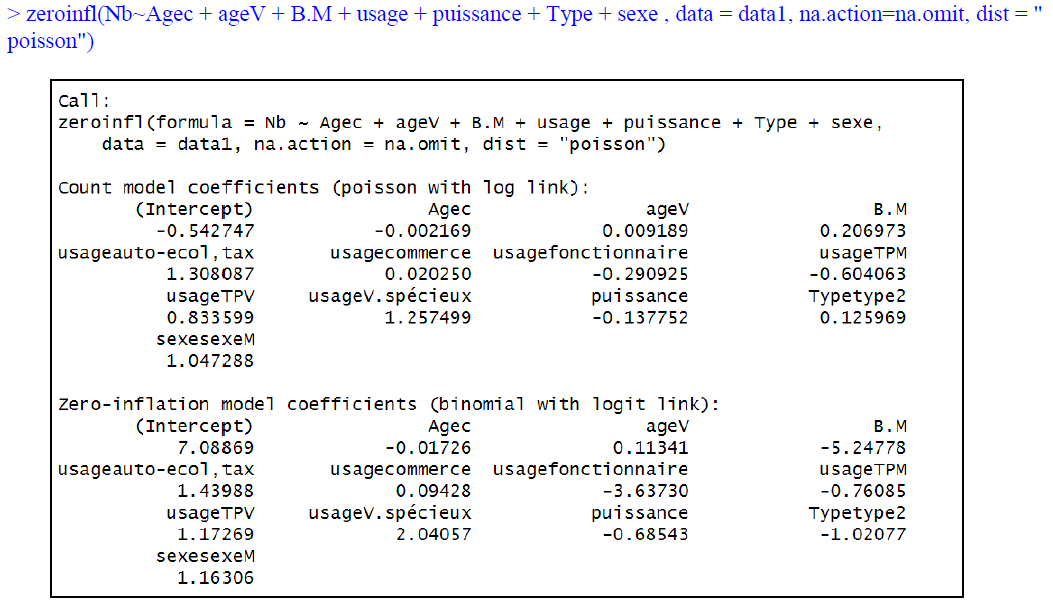 > zeroinfl(Nb~Agec + ageV + B.M + usage + puissance + Type + sexe , data = data1, na.action=na.omit, dist = "
poisson")
Call:
zeroinfl(formula = Nb ~ Agec + ageV + B.M + usage + puissance + Type + sexe,
data = data1, na.action = na.omit, dist = "poisson")
Count model coefficients (poisson with log link):
(Intercept) Agec ageV B.M
-0.542747 -0.002169 0.009189 0.206973
usageauto-ecol,tax usagecommerce usagefonctionnaire usageTPM
1.308087 0.020250 -0.290925 -0.604063
usageTPV usageV.spécieux puissance Typetype2
0.833599 1.257499 -0.137752 0.125969
sexesexeM
1.047288
Zero-inflation model coefficients (binomial with logit link):
(Intercept) Agec ageV B.M
7.08869 -0.01726 0.11341 -5.24778
usageauto-ecol,tax usagecommerce usagefonctionnaire usageTPM
1.43988 0.09428 -3.63730 -0.76085
usageTPV usageV.spécieux puissance Typetype2
1.17269 2.04057 -0.68543 -1.02077
sexesexeM
1.16306